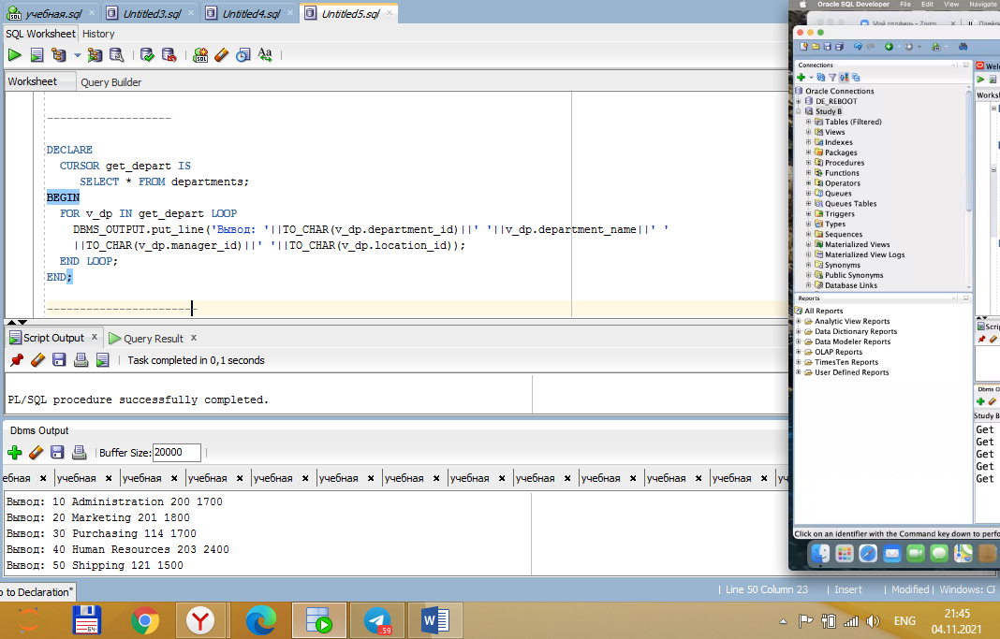 учебная.sql
Untitled3.sql
Untitled4.sql
Untitled5.sql
SQL Worksheet
History
Aa
Worksheet
Query Builder
-------------------
DECLARE
CURSOR get_depart IS
SELECT * FROM departments;
BEGIN
FOR v_dp IN get_depart LOOP
DBMS_OUTPUT.put_line('Вывод: '||TO_CHAR(v_dp.department_id)||' '||v_dp.department_name||' '
||TO_CHAR(v_dp.manager_id)||' '||TO_CHAR(v_dp.location_id));
END LOOP;
END;
-----------------------
Script Output
Query Result
Task completed in 0,1 seconds
PL/SQL procedure successfully completed.
Dbms Output
Buffer Size: 20000
ебная
учебная
учебная
учебная
учебная
учебная
учебная
учебная
учебная
учебная
учебная
уч
Вывод: 10 Administration 200 1700
Вывод: 20 Marketing 201 1800
Вывод: 30 Purchasing 114 1700
Вывод: 40 Human Resources 203 2400
Вывод: 50 Shipping 121 1500
o to Declaration"
Oracle SQL Developer File Edit View Navigate
Мой профиль - Zoom
Connections
Oracle Connections
DE_REBOOT
Study B
Tables (Filtered)
Views
Indexes
Packages
Procedures
Functions
Operators
Queues
Queues Tables
Triggers
Types
Sequences
Materialized Views
Materialized View Logs
Synonyms
Public Synonyms
Database Links
Reports
All Reports
Analytic View Reports
Data Dictionary Reports
Data Modeler Reports
OLAP Reports
TimesTen Reports
User Defined Reports
Welc
Worksh
Scrip
Dbms O
Study B
Get
Get
Get
Get
Get
Click on an identifier with the Command key down to perfo
Line 50 Column 23
Insert
Modified
Windows: CF
64
.59
W
ENG
21:45
04.11.2021